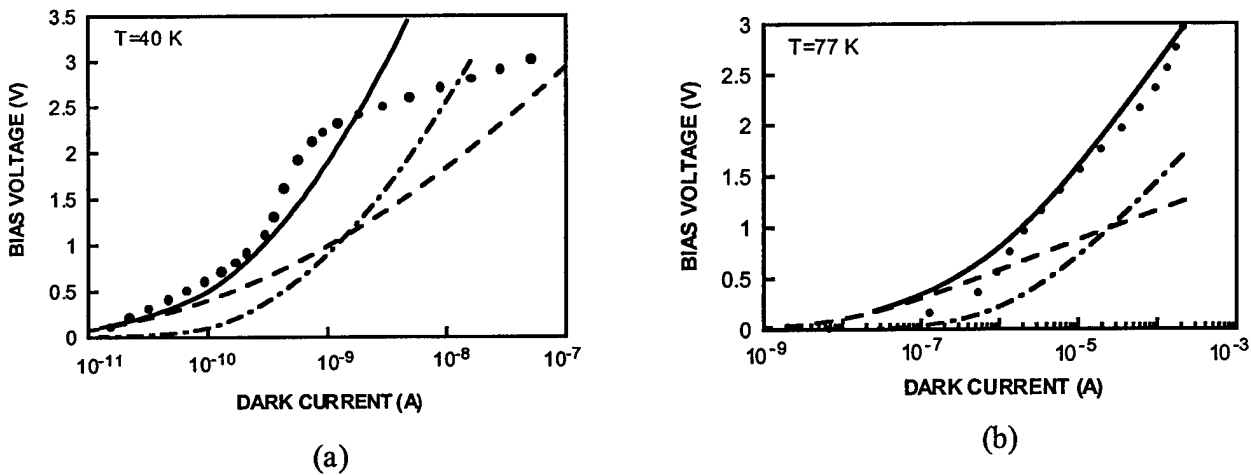 T=40 K
BIAS VOLTAGE (V)
3.5
3
2.5
2
1.5
1
0.5
0
10⁻¹¹ 10⁻¹⁰ 10⁻⁹ 10⁻⁸ 10⁻⁷
DARK CURRENT (A)
(a)
T=77 K
BIAS VOLTAGE (V)
3
2.5
2
1.5
1
0.5
0
10⁻⁹ 10⁻⁷ 10⁻⁵ 10⁻³
DARK CURRENT (A)
(b)